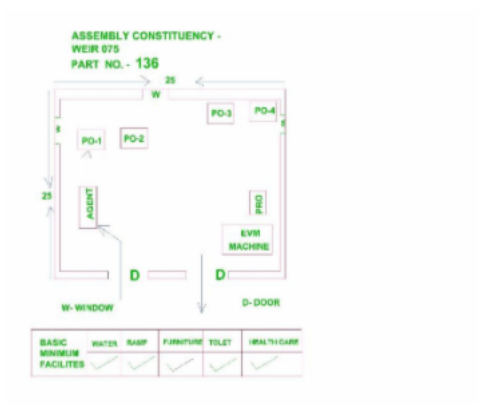 ASSEMBLY CONSTITUENCY -
WEIR 075
PART NO. - 136
25
W
PO-3
PO-4
PO-1
PO-2
25
AGENT
PRO
EVM
MACHINE
D
D
W- WINDOW
D- DOOR
BASIC
MINIMUM
FACILITES
WATER
RAMP
FURNITURE
TOLET
HEALTH CARE